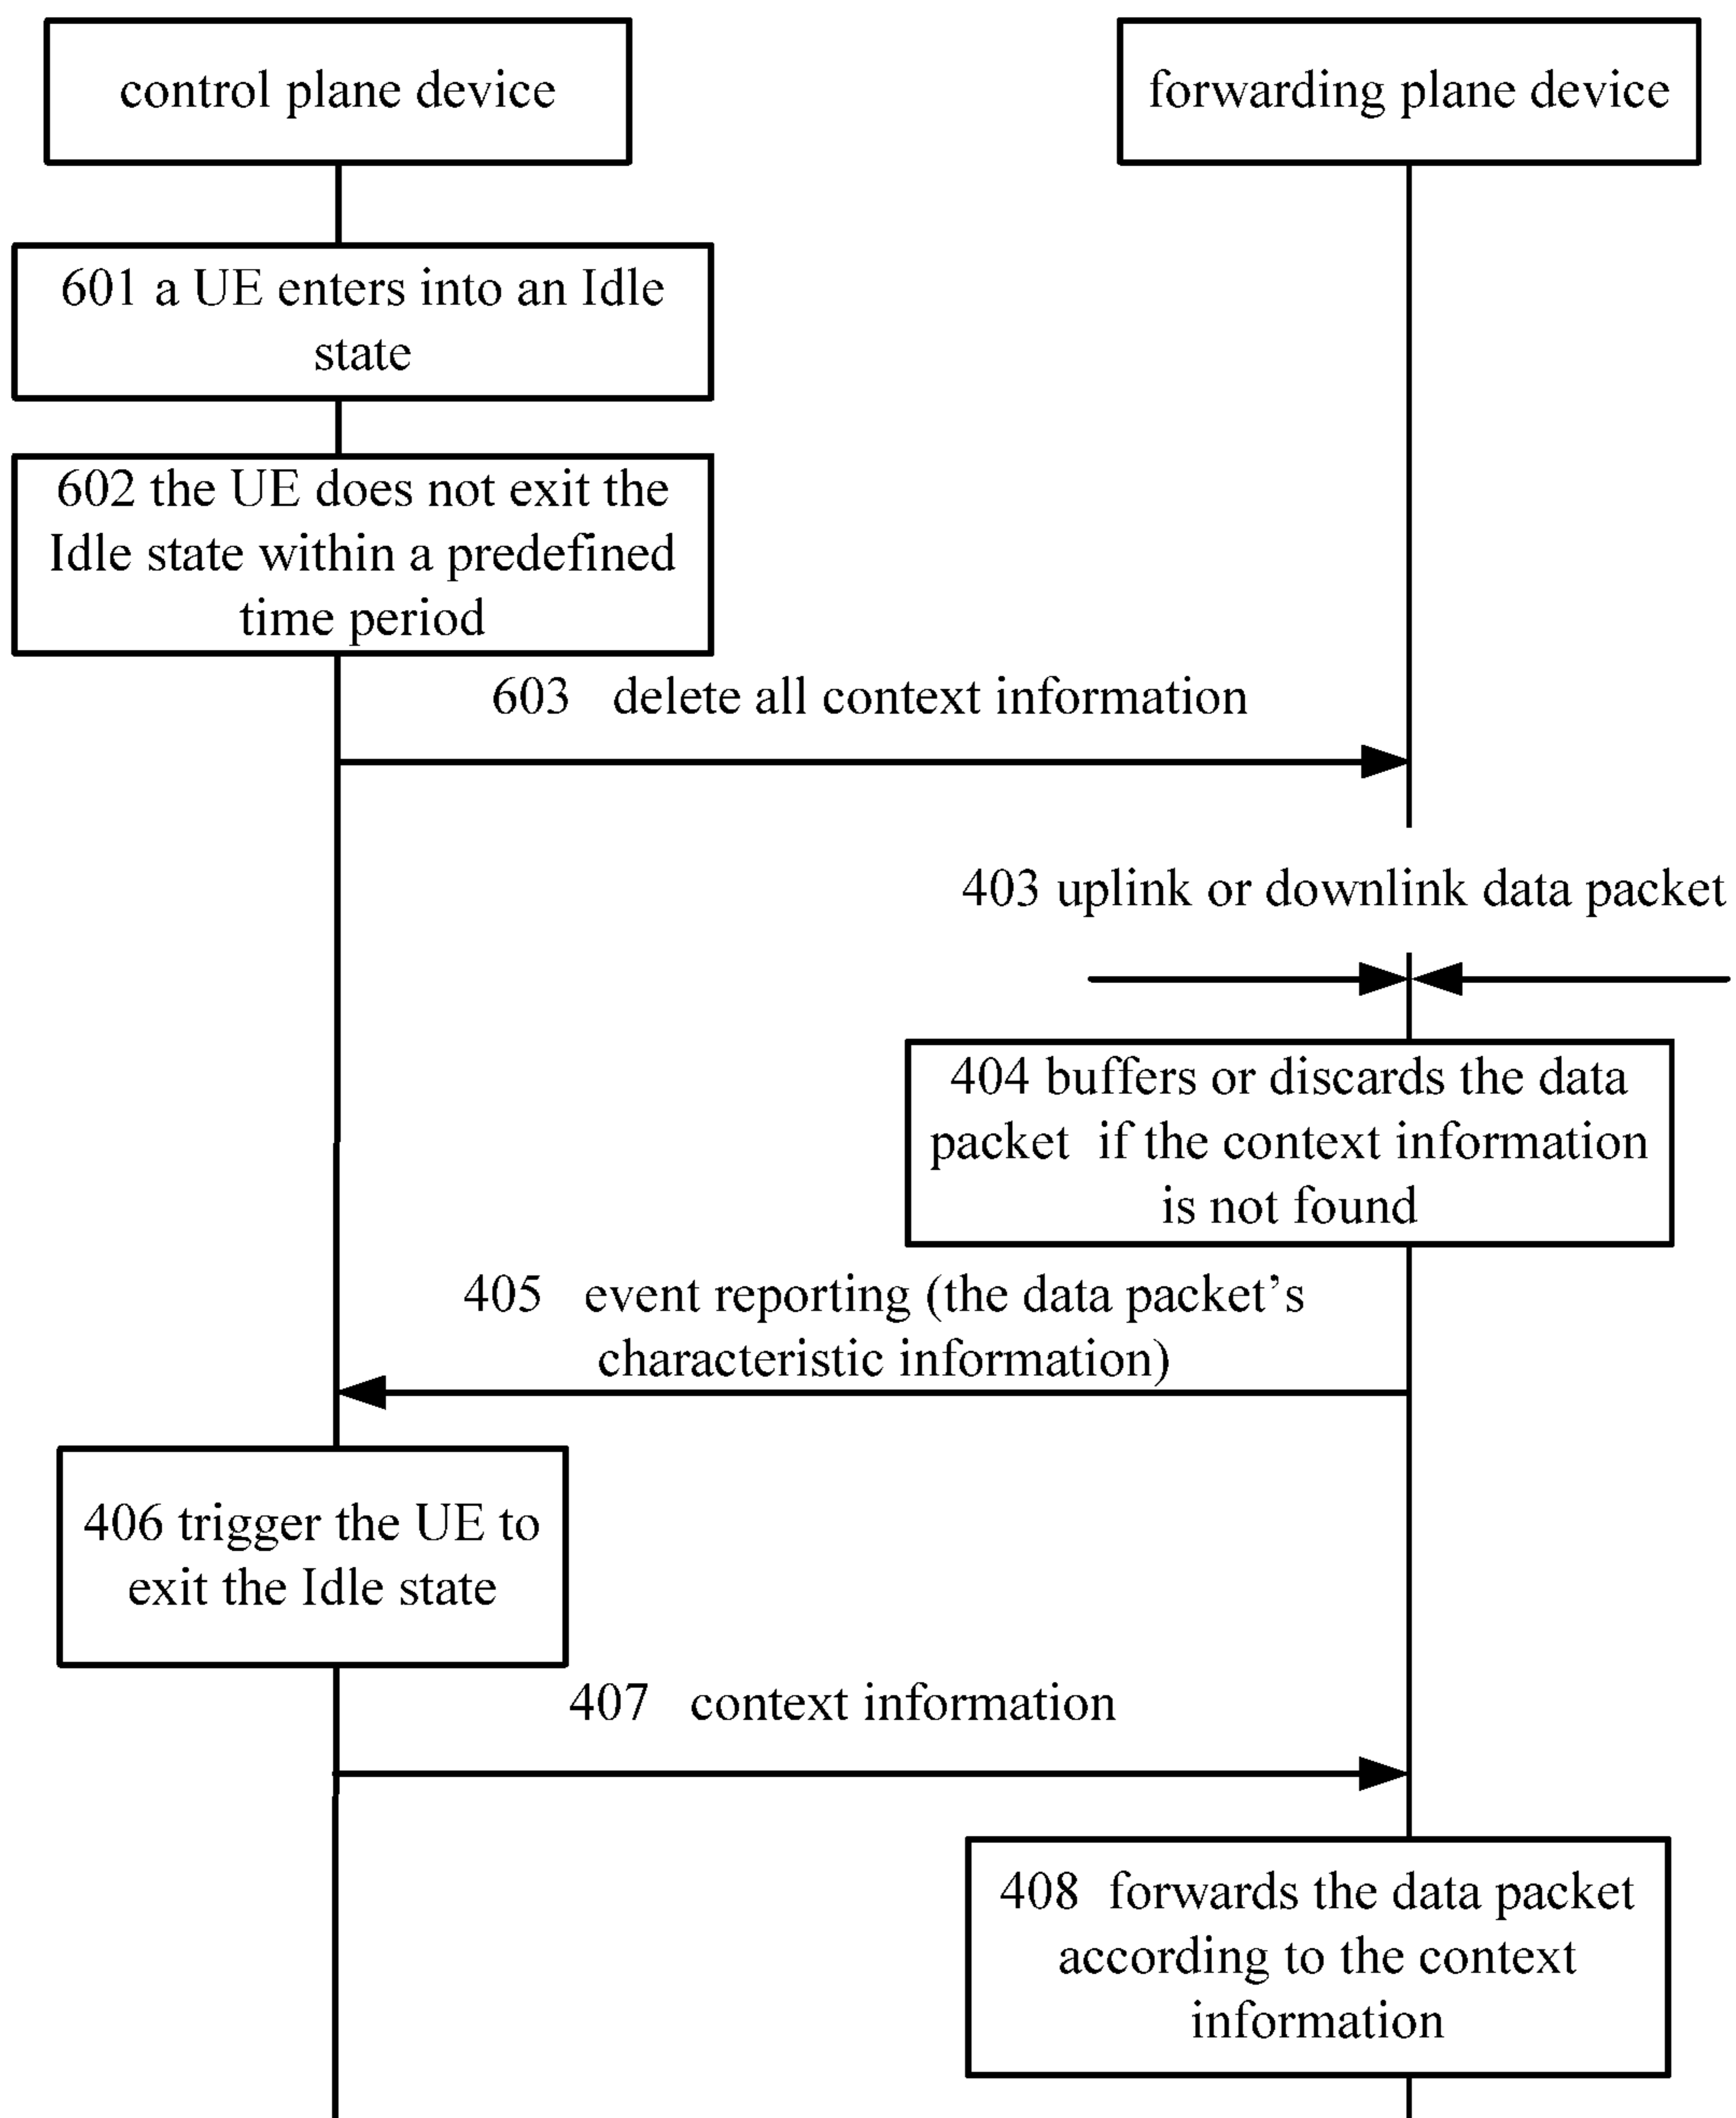 control plane device
forwarding plane device
601 a UE enters into an Idle
state
602 the UE does not exit the
Idle state within a predefined
time period
603 delete all context information
403 uplink or downlink data packet
404 buffers or discards the data
packet if the context information
is not found
405 event reporting (the data packet’s
characteristic information)
406 trigger the UE to
exit the Idle state
407 context information
408 forwards the data packet
according to the context
information